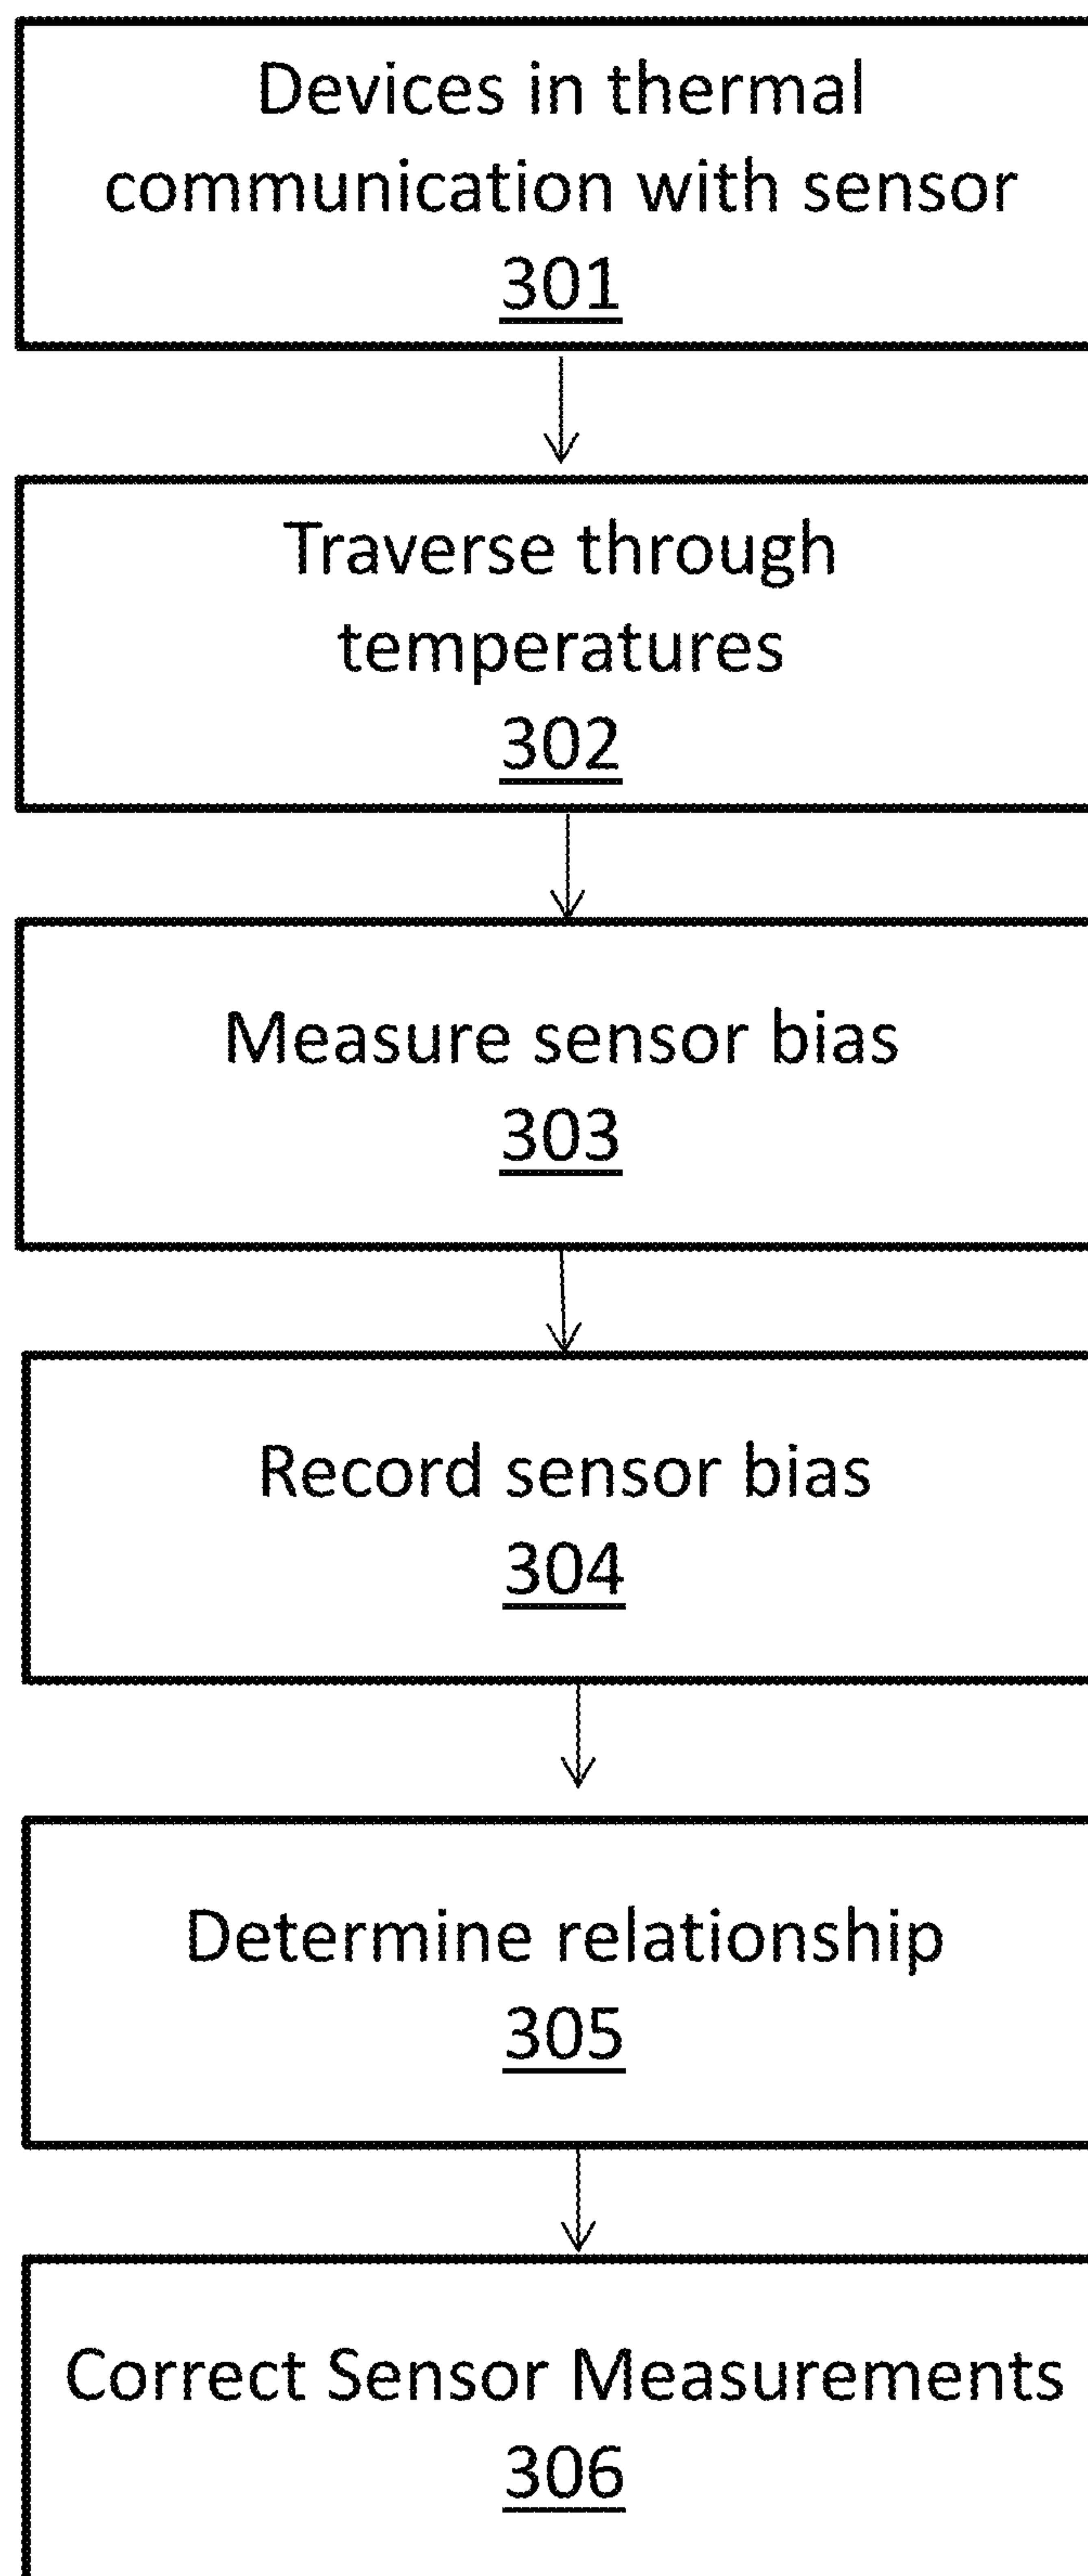 Devices in thermal
communication with sensor
301
Traverse through
temperatures
302
Measure sensor bias
303
Record sensor bias
304
Determine relationship
305
Correct Sensor Measurements
306